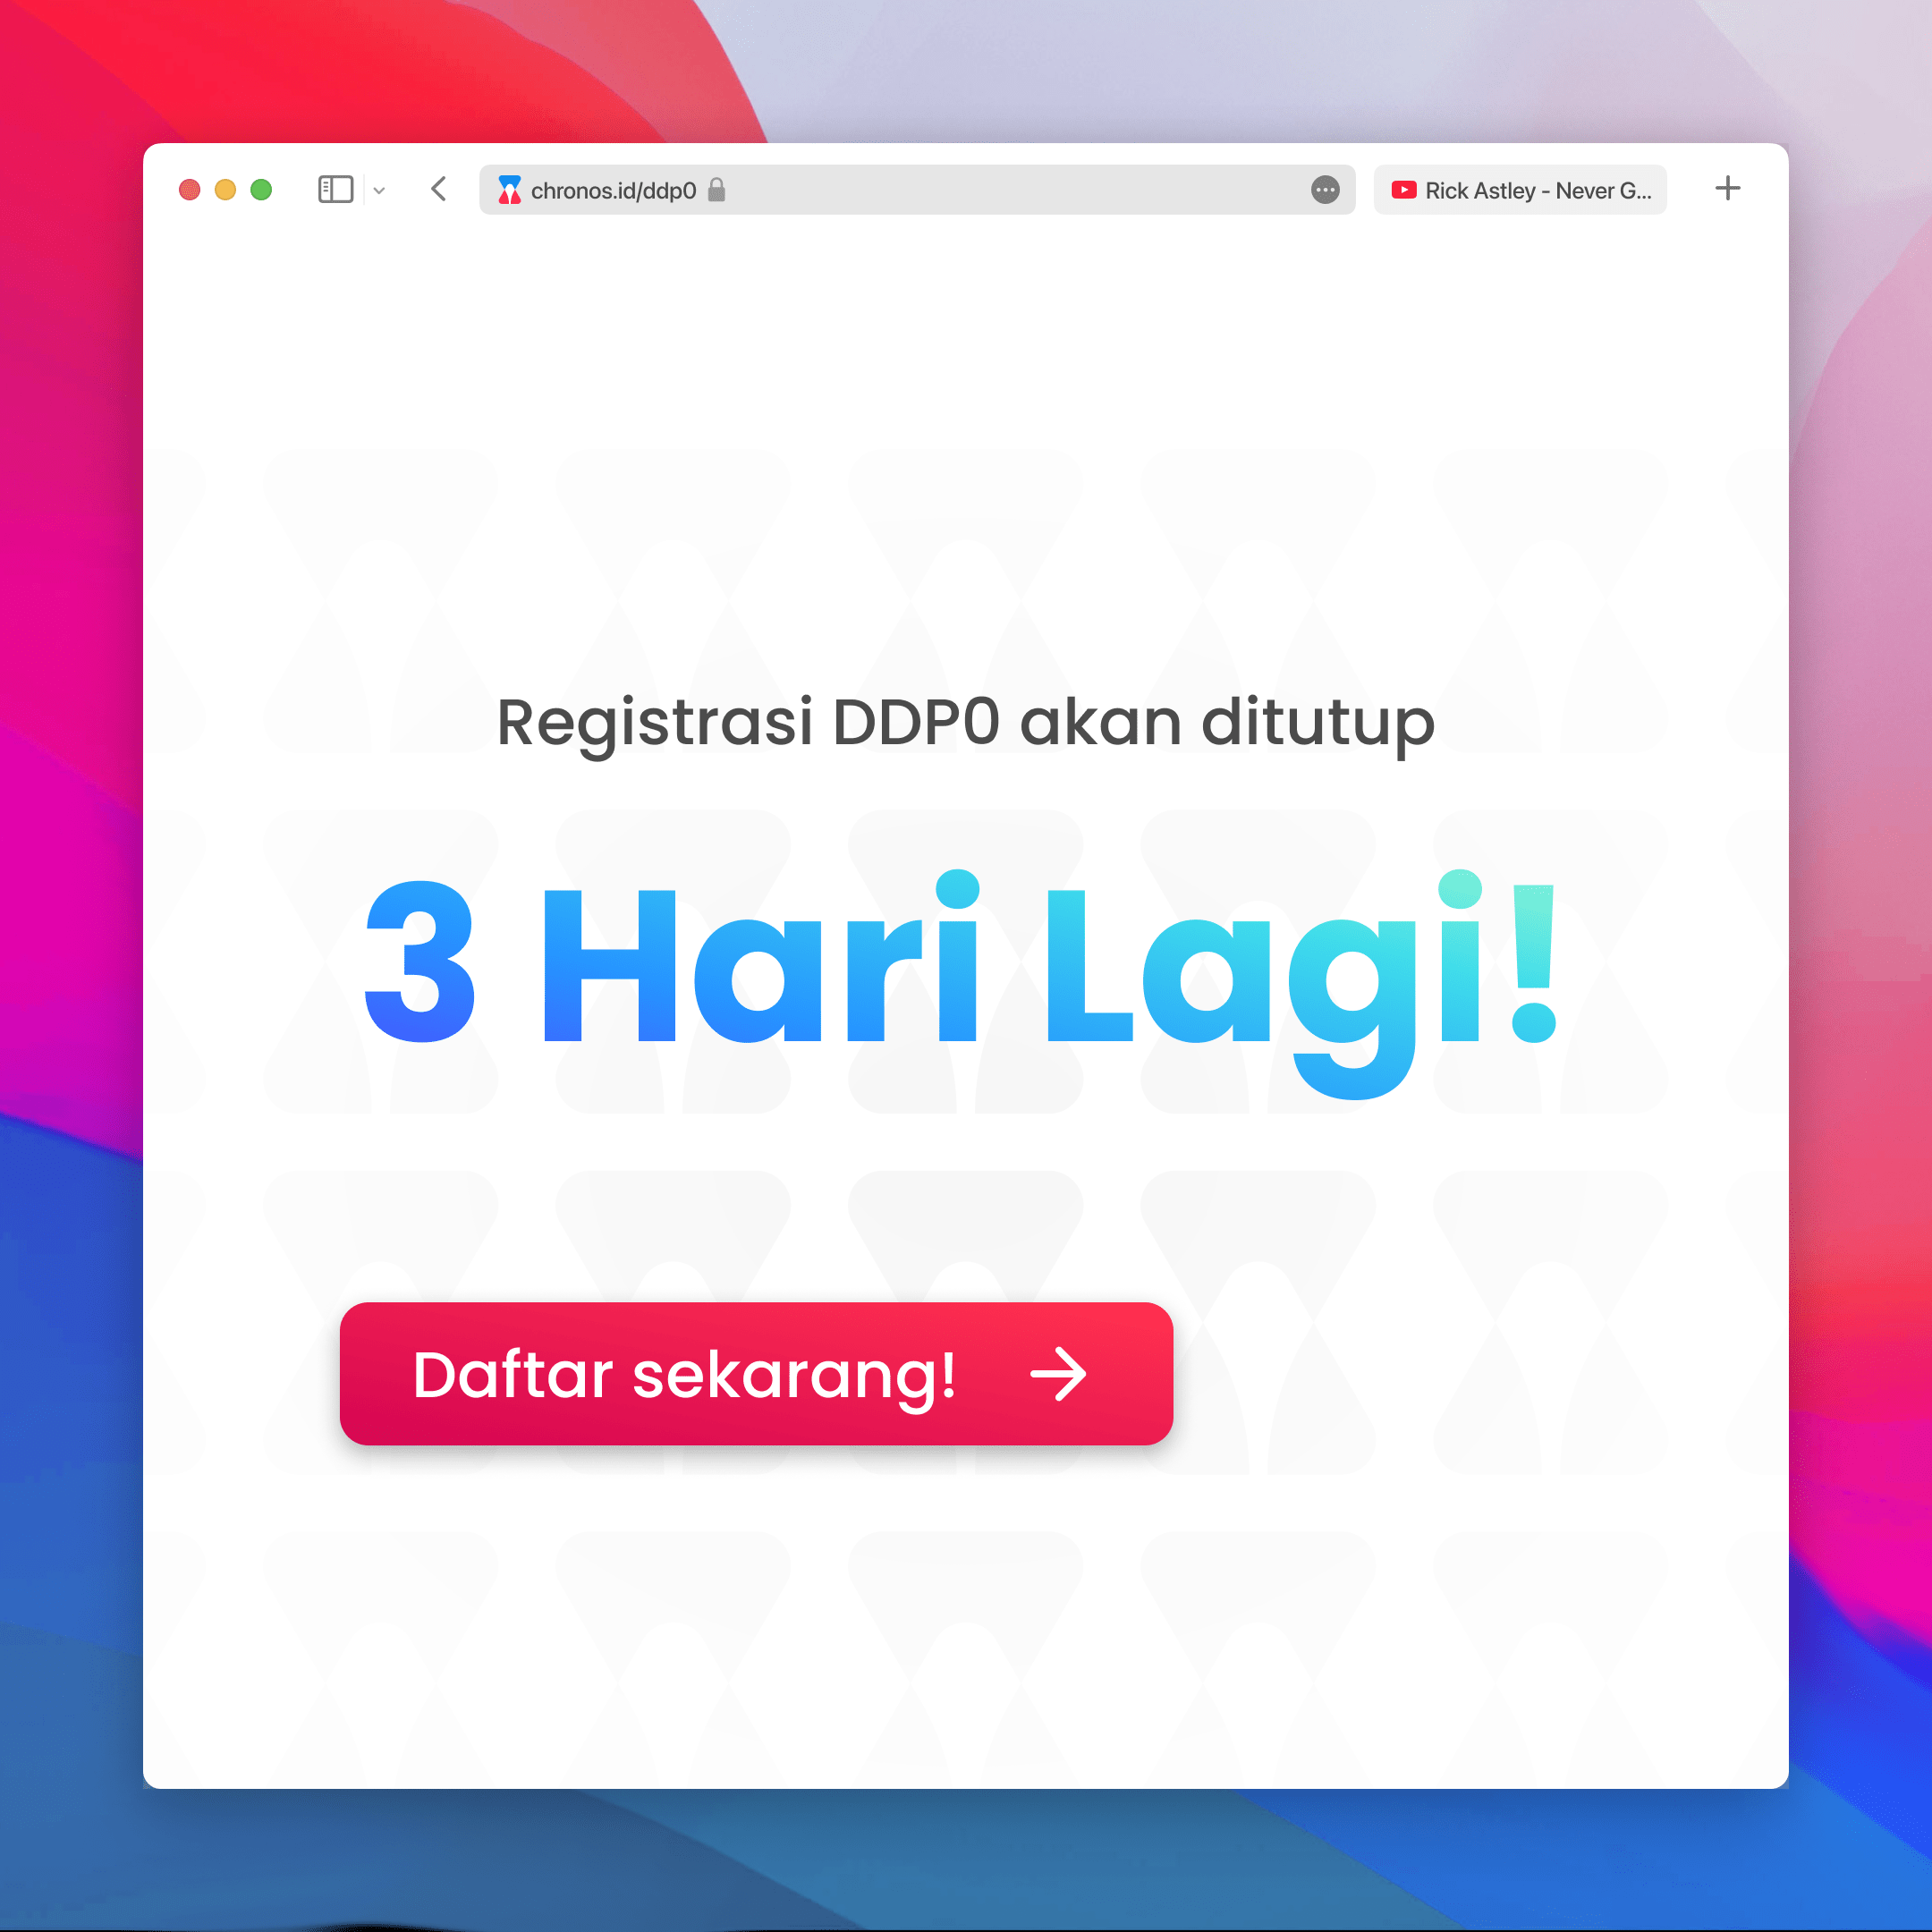 chronos.id/ddp0
Rick Astley - Never G...
Registrasi DDP0 akan ditutup
3 Hari Lagi!
Daftar sekarang!